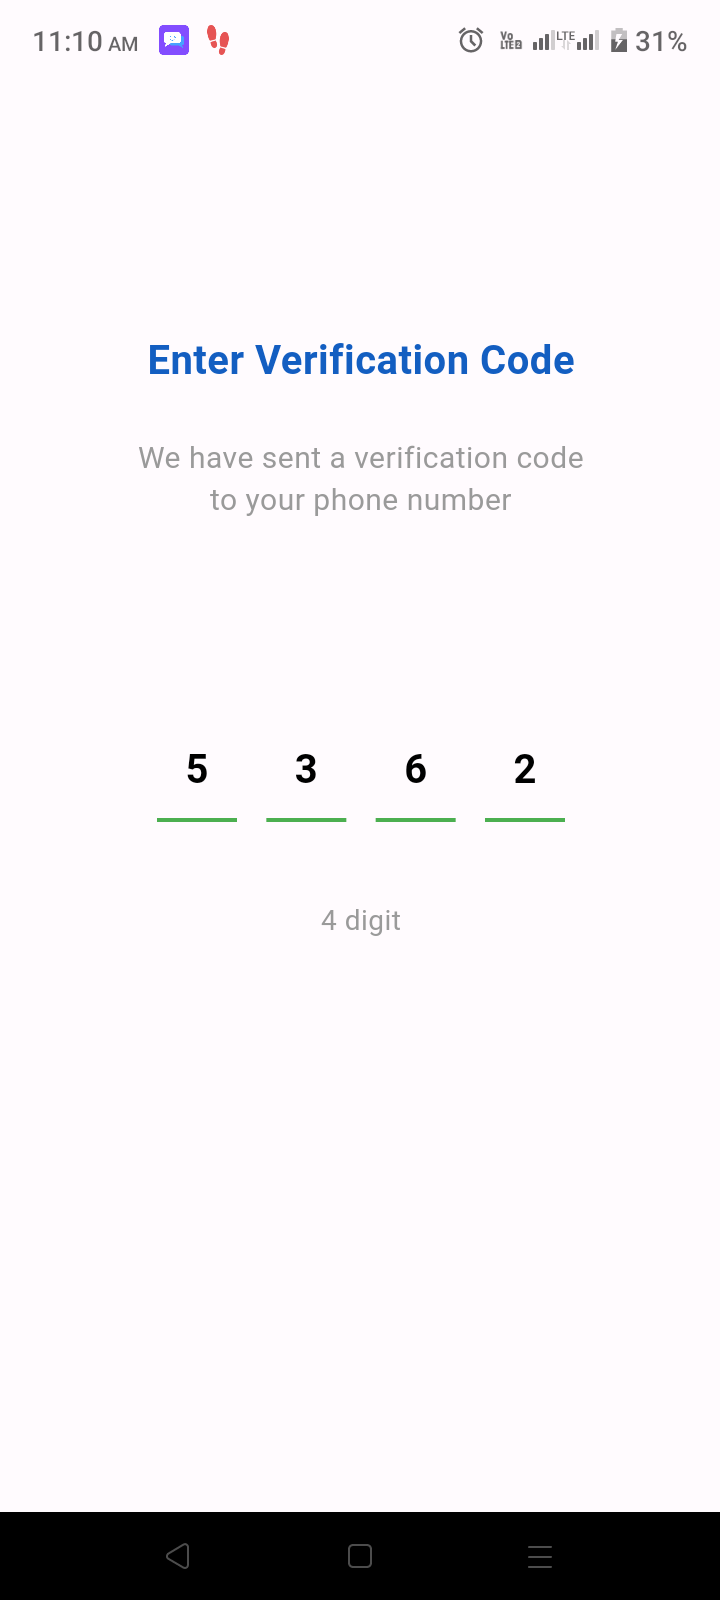 11:10 AM Vo LTE2 LTE 31%
Enter Verification Code
We have sent a verification code
to your phone number
5 3 6 2
4 digit